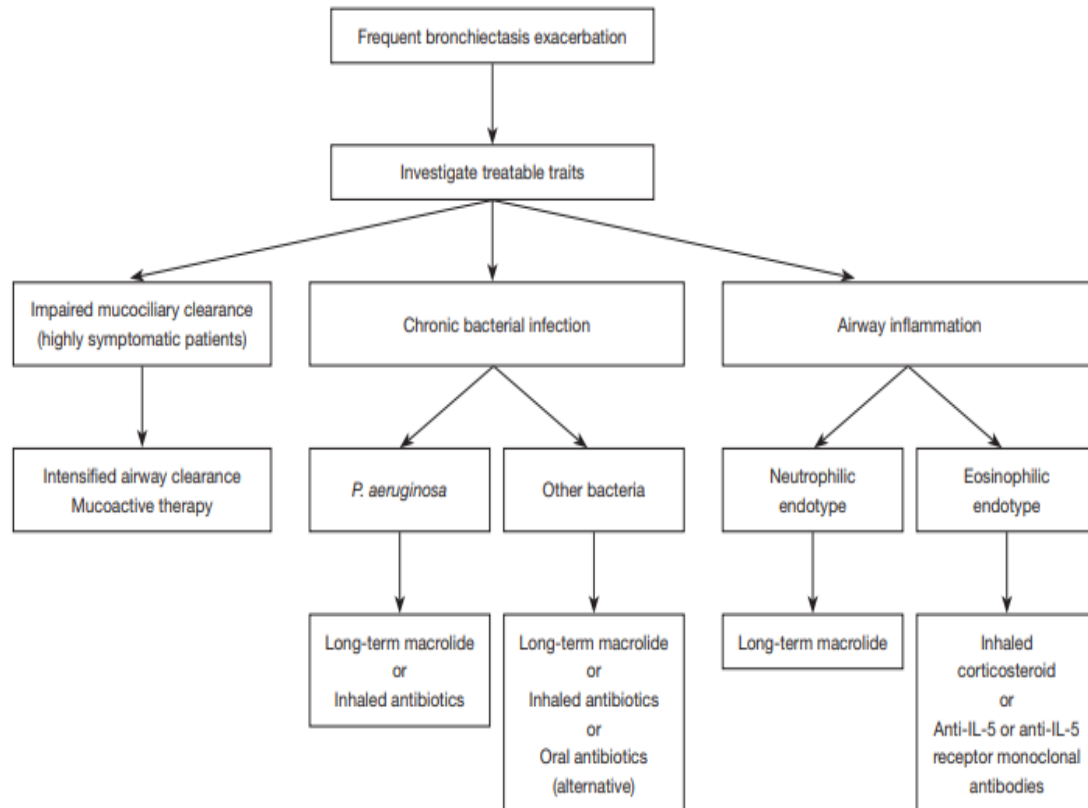 Frequent bronchiectasis exacerbation
Investigate treatable traits
Impaired mucociliary clearance
(highly symptomatic patients)
Chronic bacterial infection
Airway inflammation
Intensified airway clearance
Mucoactive therapy
P. aeruginosa
Other bacteria
Neutrophilic
endotype
Eosinophilic
endotype
Long-term macrolide
or
Inhaled antibiotics
Long-term macrolide
or
Inhaled antibiotics
or
Oral antibiotics
(alternative)
Long-term macrolide
Inhaled
corticosteroid
or
Anti-IL-5 or anti-IL-5
receptor monoclonal
antibodies